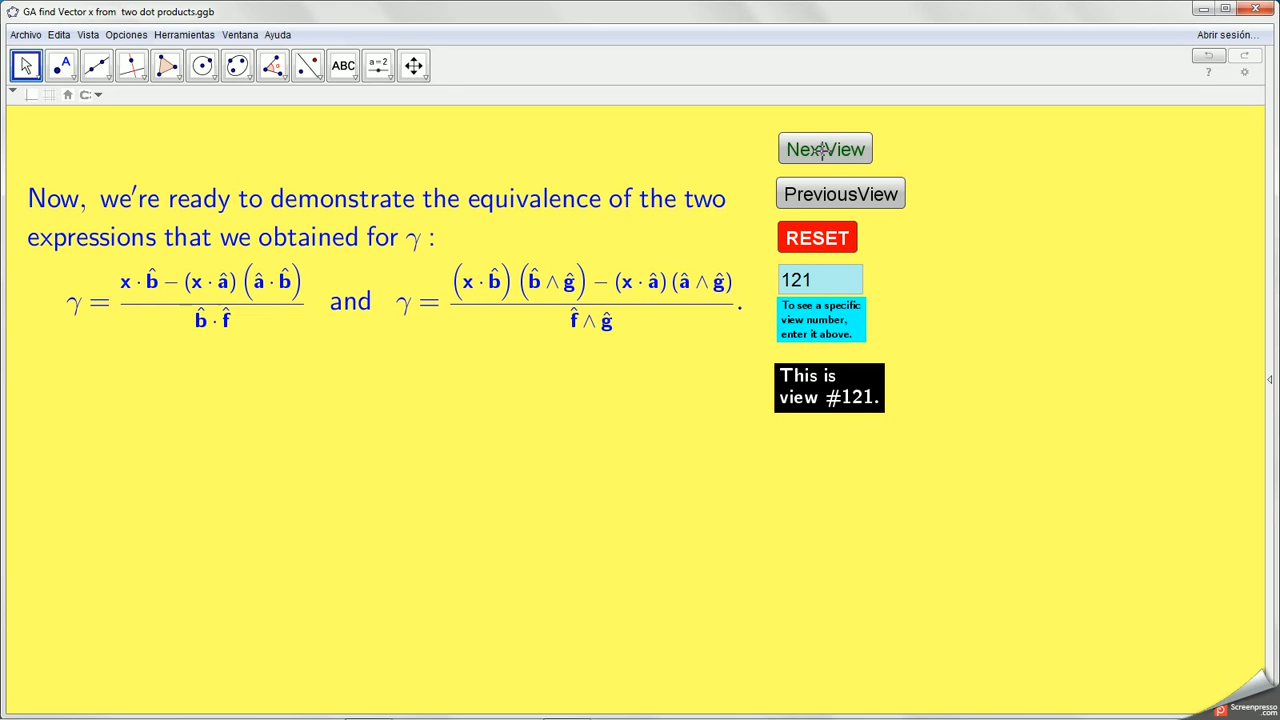 GA find Vector x from two dot products.ggb
Archivo Edita Vista Opciones Herramientas Ventana Ayuda Abrir sesión...
ABC a=2
?
Now, we're ready to demonstrate the equivalence of the two
expressions that we obtained for γ :
γ = (x · b̂ − (x · â) (â · b̂)) / (b̂ · f̂) and γ = ((x · b̂) (b̂ ∧ ĝ) − (x · â) (â ∧ ĝ)) / (f̂ ∧ ĝ) .
NextView
PreviousView
RESET
121
To see a specific
view number,
enter it above.
This is
view #121.
Screenpresso
.com